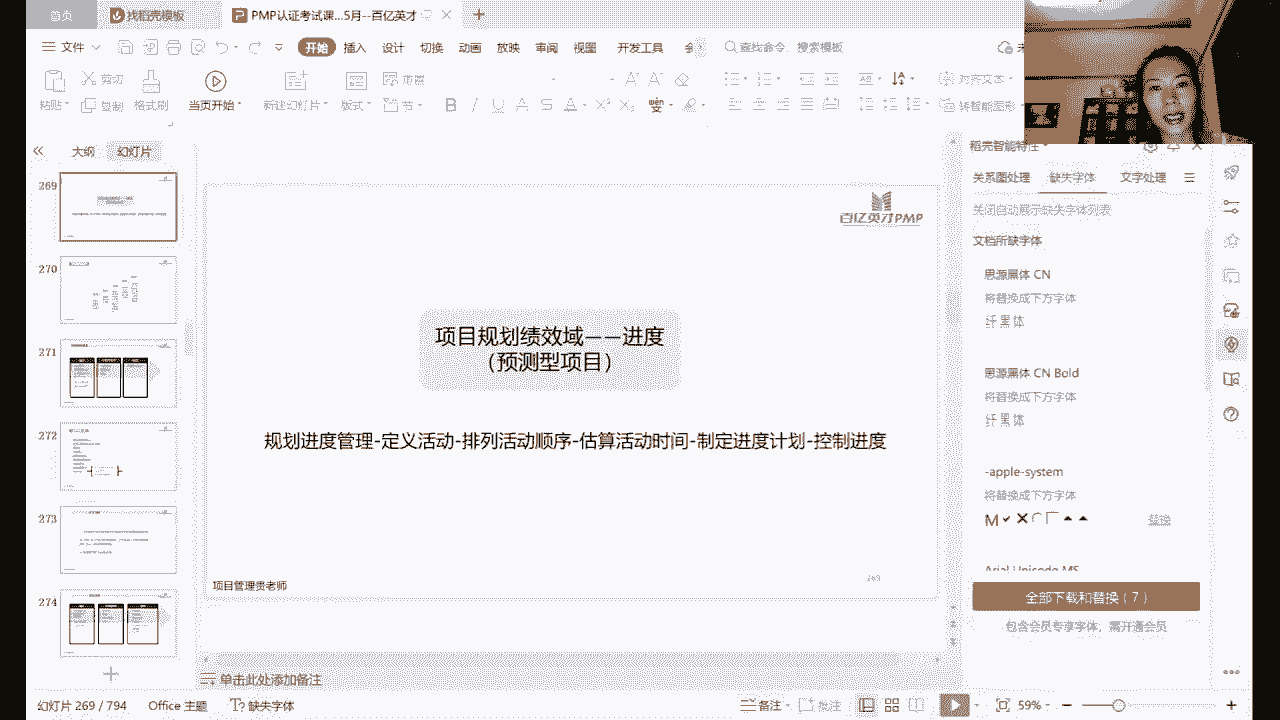 首页
找稻壳模板
PMP认证考试课...5月--百亿英才
文件
开始
插入
设计
切换
动画
放映
审阅
视图
开发工具
查找命令、搜索模板
粘贴
剪切
复制
格式刷
当页开始
新建幻灯片
版式
节
对齐文本
转智能图形
大纲
幻灯片
269
270
271
272
273
274
百亿英才PMP
项目规划绩效域——进度
（预测型项目）
规划进度管理-定义活动-排列活动顺序-估算活动时间-制定进度计划-控制进度
项目管理贵老师
269
单击此处添加备注
稻壳智能特性
关系图处理
缺失字体
文字处理
关闭自动展示缺失字体列表
文档所缺字体
思源黑体 CN
将替换成下方字体
纤黑体
思源黑体 CN Bold
将替换成下方字体
纤黑体
-apple-system
将替换成下方字体
替换
Arial Unicode MS
全部下载和替换（7）
包含会员专享字体，需开通会员
幻灯片 269 / 794
Office 主题
缺失字体
备注
批注
59%